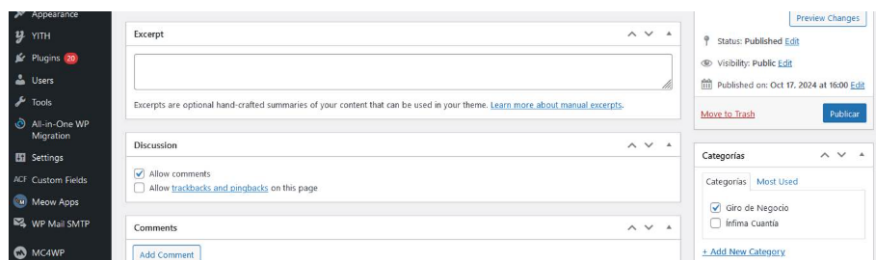 Appearance
YITH
Plugins 20
Users
Tools
All-in-One WP
Migration
Settings
ACF Custom Fields
Meow Apps
WP Mail SMTP
MC4WP
Excerpt
Excerpts are optional hand-crafted summaries of your content that can be used in your theme. Learn more about manual excerpts.
Discussion
Allow comments
Allow trackbacks and pingbacks on this page
Comments
Add Comment
Preview Changes
Status: Published Edit
Visibility: Public Edit
Published on: Oct 17, 2024 at 16:00 Edit
Move to Trash
Publicar
Categorías
Categorías Most Used
Giro de Negocio
Ínfima Cuantía
+ Add New Category